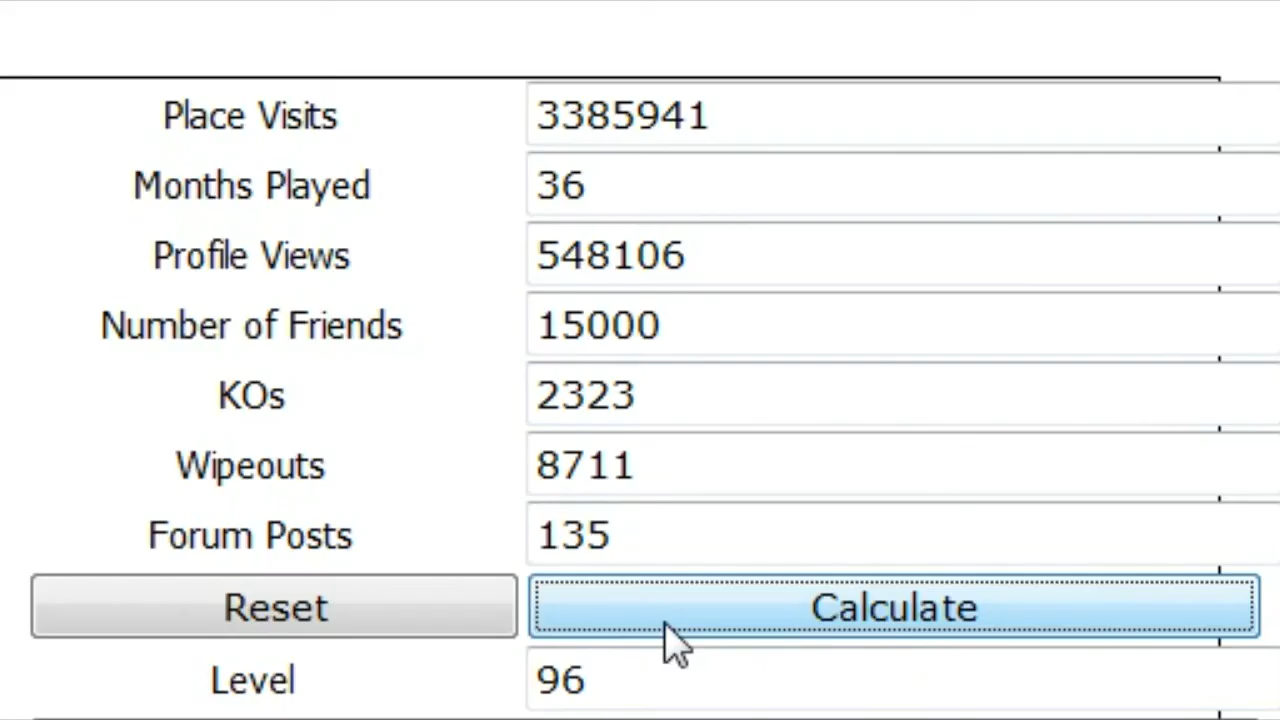 Place Visits 3385941
Months Played 36
Profile Views 548106
Number of Friends 15000
KOs 2323
Wipeouts 8711
Forum Posts 135
Reset Calculate
Level 96